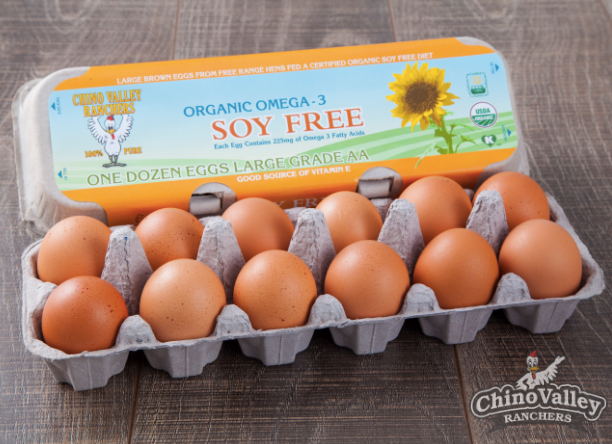 LARGE BROWN EGGS FROM FREE RANGE HENS FED A CERTIFIED ORGANIC SOY FREE DIET
CHINO VALLEY
RANCHERS
100% PURE
ORGANIC OMEGA-3
SOY FREE
Each Egg Contains 225mg of Omega 3 Fatty Acids
USDA
ORGANIC
K
ONE DOZEN EGGS LARGE GRADE AA
GOOD SOURCE OF VITAMIN E
Chino Valley
RANCHERS